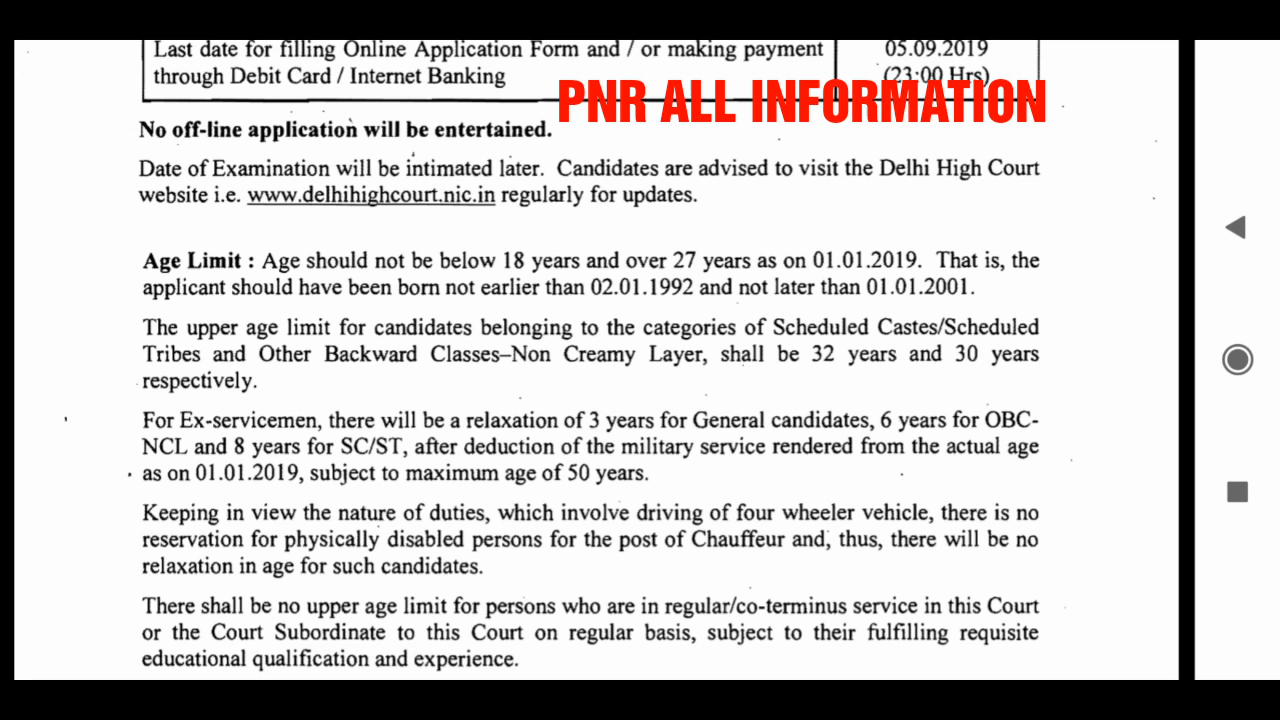 Last date for filling Online Application Form and / or making payment 05.09.2019
through Debit Card / Internet Banking (23:00 Hrs)
PNR ALL INFORMATION
No off-line application will be entertained.
Date of Examination will be intimated later. Candidates are advised to visit the Delhi High Court
website i.e. www.delhihighcourt.nic.in regularly for updates.
Age Limit : Age should not be below 18 years and over 27 years as on 01.01.2019. That is, the
applicant should have been born not earlier than 02.01.1992 and not later than 01.01.2001.
The upper age limit for candidates belonging to the categories of Scheduled Castes/Scheduled
Tribes and Other Backward Classes–Non Creamy Layer, shall be 32 years and 30 years
respectively.
For Ex-servicemen, there will be a relaxation of 3 years for General candidates, 6 years for OBC-
NCL and 8 years for SC/ST, after deduction of the military service rendered from the actual age
as on 01.01.2019, subject to maximum age of 50 years.
Keeping in view the nature of duties, which involve driving of four wheeler vehicle, there is no
reservation for physically disabled persons for the post of Chauffeur and, thus, there will be no
relaxation in age for such candidates.
There shall be no upper age limit for persons who are in regular/co-terminus service in this Court
or the Court Subordinate to this Court on regular basis, subject to their fulfilling requisite
educational qualification and experience.